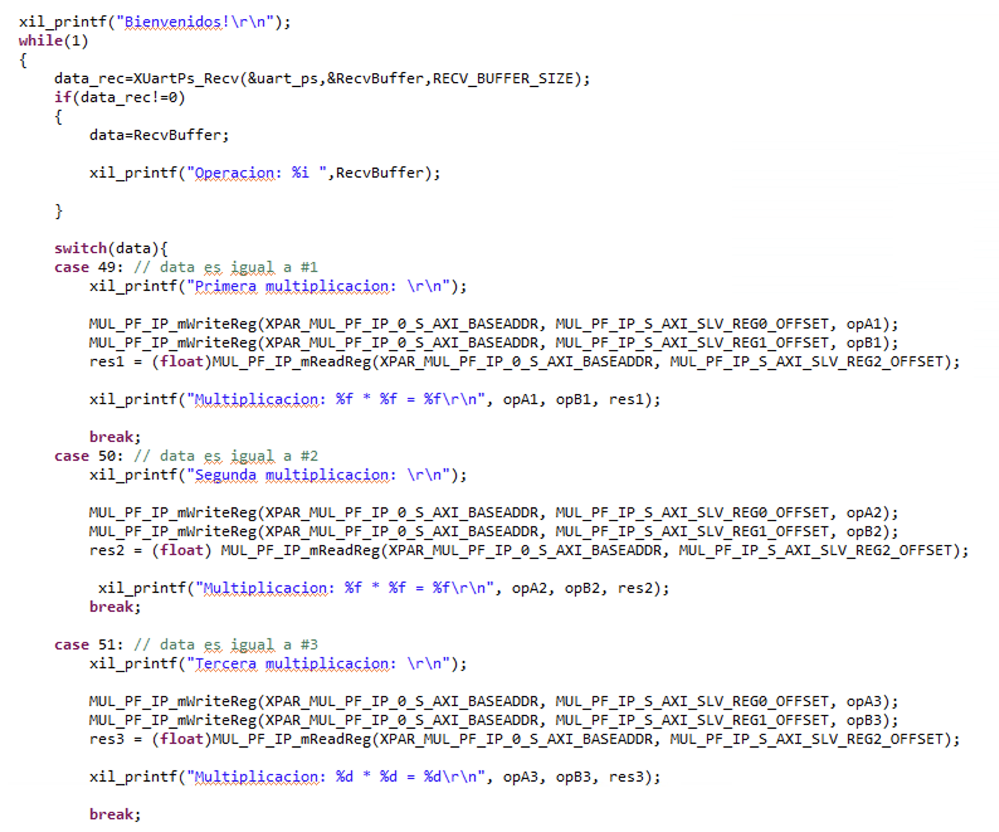 xil_printf("Bienvenidos!\r\n");
while(1)
{
data_rec=XUartPs_Recv(&uart_ps,&RecvBuffer,RECV_BUFFER_SIZE);
if(data_rec!=0)
{
data=RecvBuffer;
xil_printf("Operacion: %i ",RecvBuffer);
}
switch(data){
case 49: // data es igual a #1
xil_printf("Primera multiplicacion: \r\n");
MUL_PF_IP_mWriteReg(XPAR_MUL_PF_IP_0_S_AXI_BASEADDR, MUL_PF_IP_S_AXI_SLV_REG0_OFFSET, opA1);
MUL_PF_IP_mWriteReg(XPAR_MUL_PF_IP_0_S_AXI_BASEADDR, MUL_PF_IP_S_AXI_SLV_REG1_OFFSET, opB1);
res1 = (float)MUL_PF_IP_mReadReg(XPAR_MUL_PF_IP_0_S_AXI_BASEADDR, MUL_PF_IP_S_AXI_SLV_REG2_OFFSET);
xil_printf("Multiplicacion: %f * %f = %f\r\n", opA1, opB1, res1);
break;
case 50: // data es igual a #2
xil_printf("Segunda multiplicacion: \r\n");
MUL_PF_IP_mWriteReg(XPAR_MUL_PF_IP_0_S_AXI_BASEADDR, MUL_PF_IP_S_AXI_SLV_REG0_OFFSET, opA2);
MUL_PF_IP_mWriteReg(XPAR_MUL_PF_IP_0_S_AXI_BASEADDR, MUL_PF_IP_S_AXI_SLV_REG1_OFFSET, opB2);
res2 = (float) MUL_PF_IP_mReadReg(XPAR_MUL_PF_IP_0_S_AXI_BASEADDR, MUL_PF_IP_S_AXI_SLV_REG2_OFFSET);
xil_printf("Multiplicacion: %f * %f = %f\r\n", opA2, opB2, res2);
break;
case 51: // data es igual a #3
xil_printf("Tercera multiplicacion: \r\n");
MUL_PF_IP_mWriteReg(XPAR_MUL_PF_IP_0_S_AXI_BASEADDR, MUL_PF_IP_S_AXI_SLV_REG0_OFFSET, opA3);
MUL_PF_IP_mWriteReg(XPAR_MUL_PF_IP_0_S_AXI_BASEADDR, MUL_PF_IP_S_AXI_SLV_REG1_OFFSET, opB3);
res3 = (float)MUL_PF_IP_mReadReg(XPAR_MUL_PF_IP_0_S_AXI_BASEADDR, MUL_PF_IP_S_AXI_SLV_REG2_OFFSET);
xil_printf("Multiplicacion: %d * %d = %d\r\n", opA3, opB3, res3);
break;